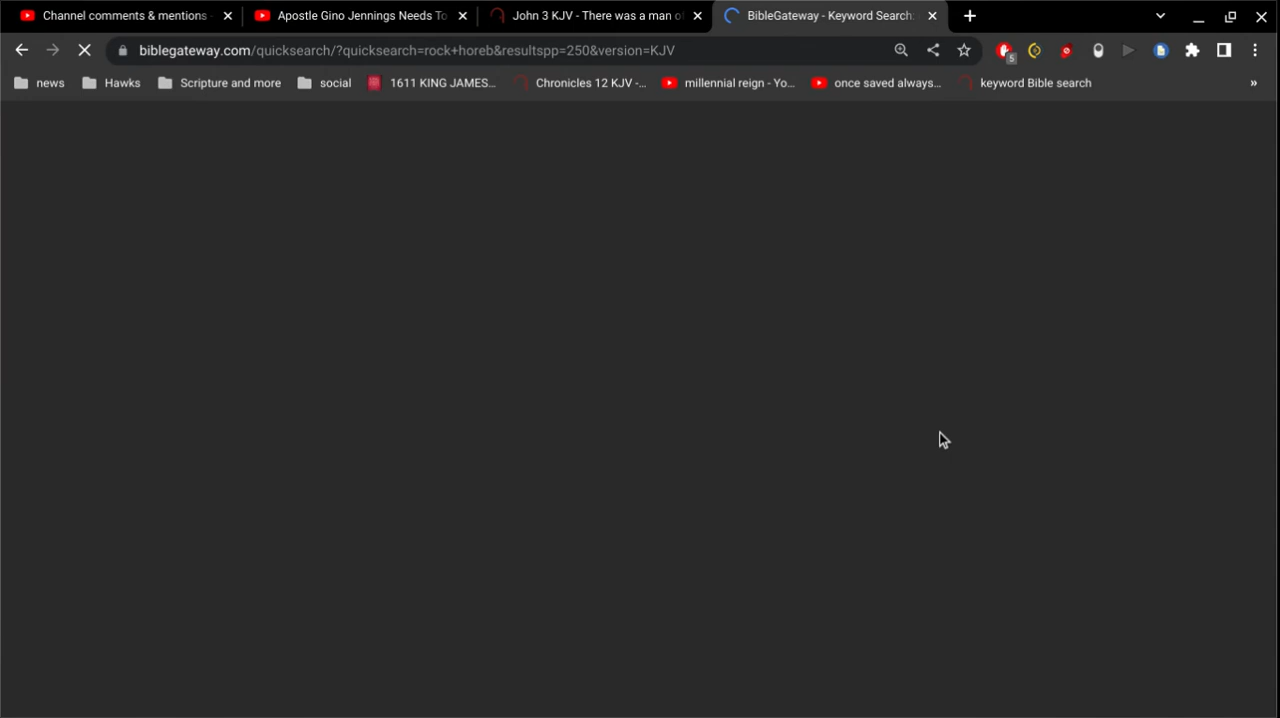 Channel comments & mentions - Apostle Gino Jennings Needs To John 3 KJV - There was a man of BibleGateway - Keyword Search:
biblegateway.com/quicksearch/?quicksearch=rock+horeb&resultspp=250&version=KJV 5
news Hawks Scripture and more social 1611 KING JAMES... Chronicles 12 KJV -... millennial reign - Yo... once saved always... keyword Bible search »